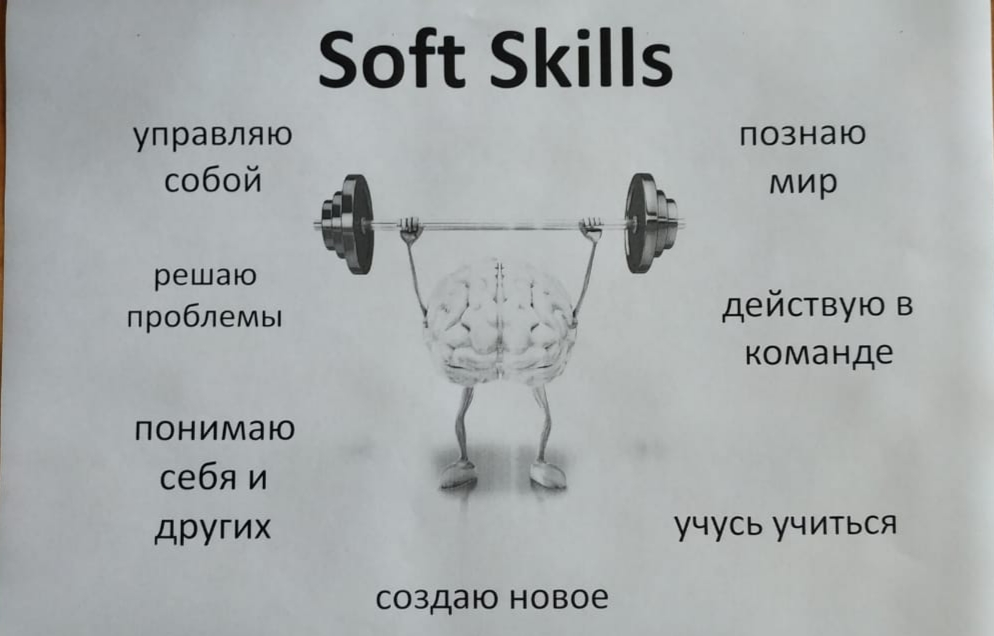 Soft Skills
управляю
собой
познаю
мир
решаю
проблемы
действую в
команде
понимаю
себя и
других
учусь учиться
создаю новое